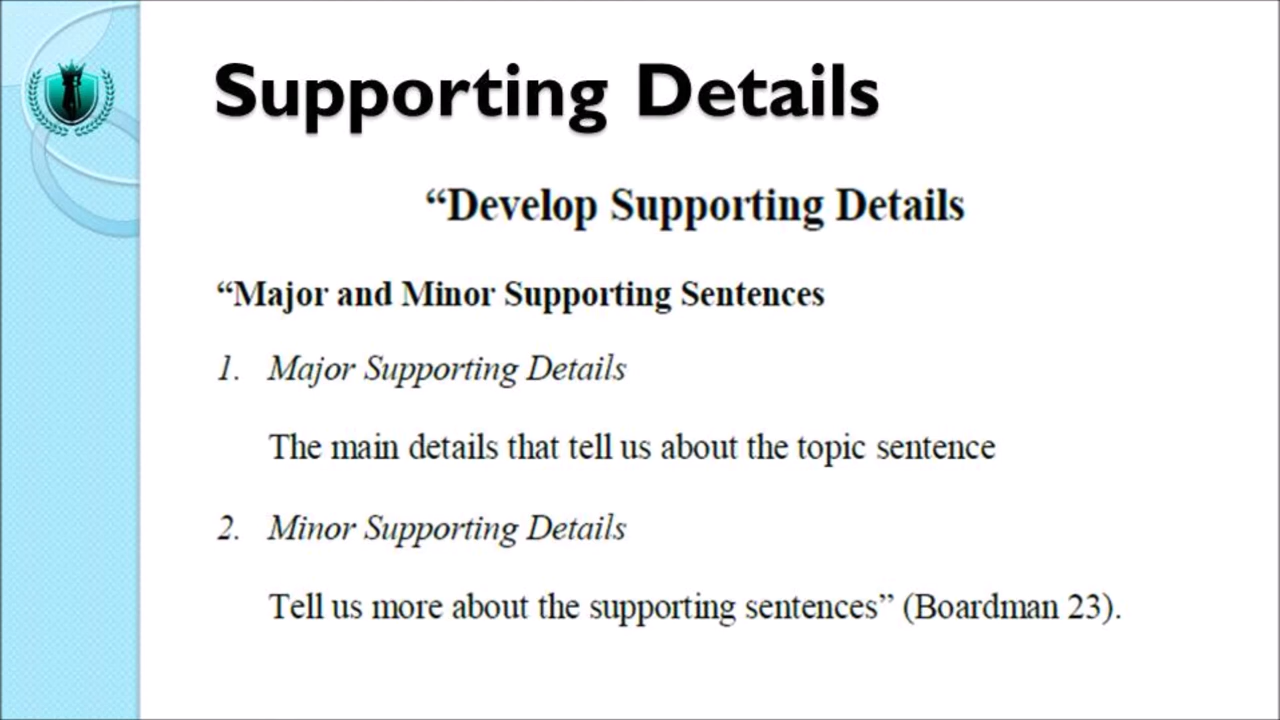 Supporting Details
“Develop Supporting Details
“Major and Minor Supporting Sentences
1. Major Supporting Details
The main details that tell us about the topic sentence
2. Minor Supporting Details
Tell us more about the supporting sentences” (Boardman 23).